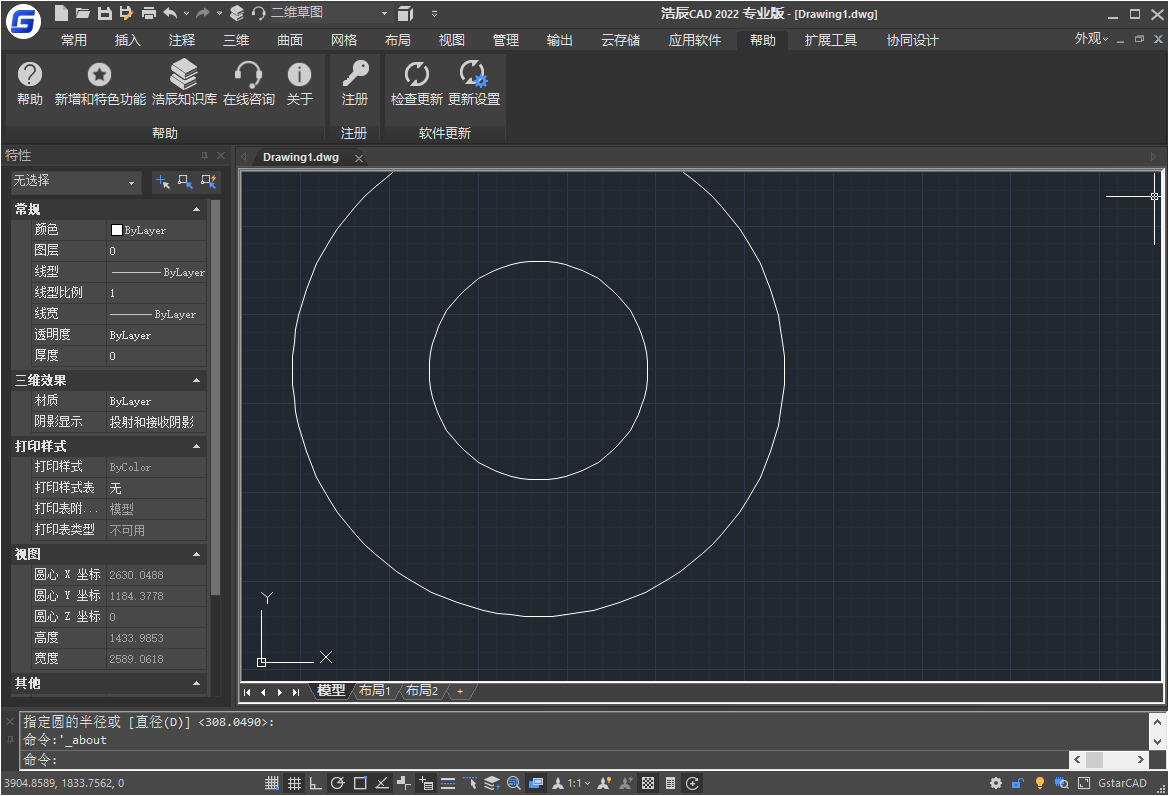 二维草图
浩辰CAD 2022 专业版 - [Drawing1.dwg]
常用 插入 注释 三维 曲面 网格 布局 视图 管理 输出 云存储 应用软件 帮助 扩展工具 协同设计 外观
帮助 新增和特色功能 浩辰知识库 在线咨询 关于 注册 检查更新 更新设置
帮助 注册 软件更新
特性
Drawing1.dwg
无选择
常规
颜色 ByLayer
图层 0
线型 ByLayer
线型比例 1
线宽 ByLayer
透明度 ByLayer
厚度 0
三维效果
材质 ByLayer
阴影显示 投射和接收阴影
打印样式
打印样式 ByColor
打印样式表 无
打印表附... 模型
打印表类型 不可用
视图
圆心 X 坐标 2630.0488
圆心 Y 坐标 1184.3778
圆心 Z 坐标 0
高度 1433.9853
宽度 2589.0618
其他
Y
X
模型 布局1 布局2 +
指定圆的半径或 [直径(D)] <308.0490>:
命令:'_about
命令:
3904.8589, 1833.7562, 0
1:1
GstarCAD